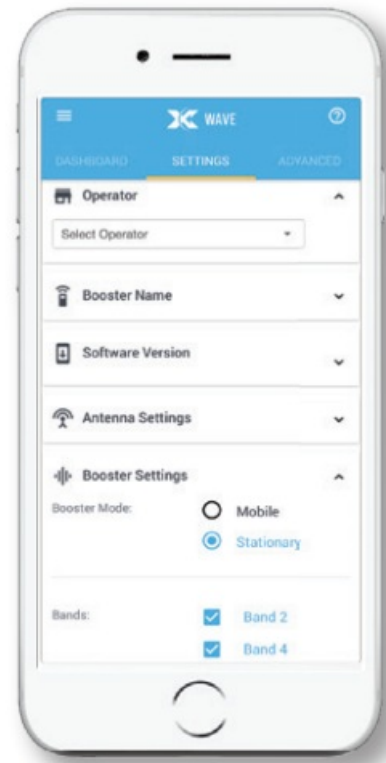 WAVE
DASHBOARD SETTINGS ADVANCED
Operator
Select Operator
Booster Name
Software Version
Antenna Settings
Booster Settings
Booster Mode: Mobile
Stationary
Bands: Band 2
Band 4